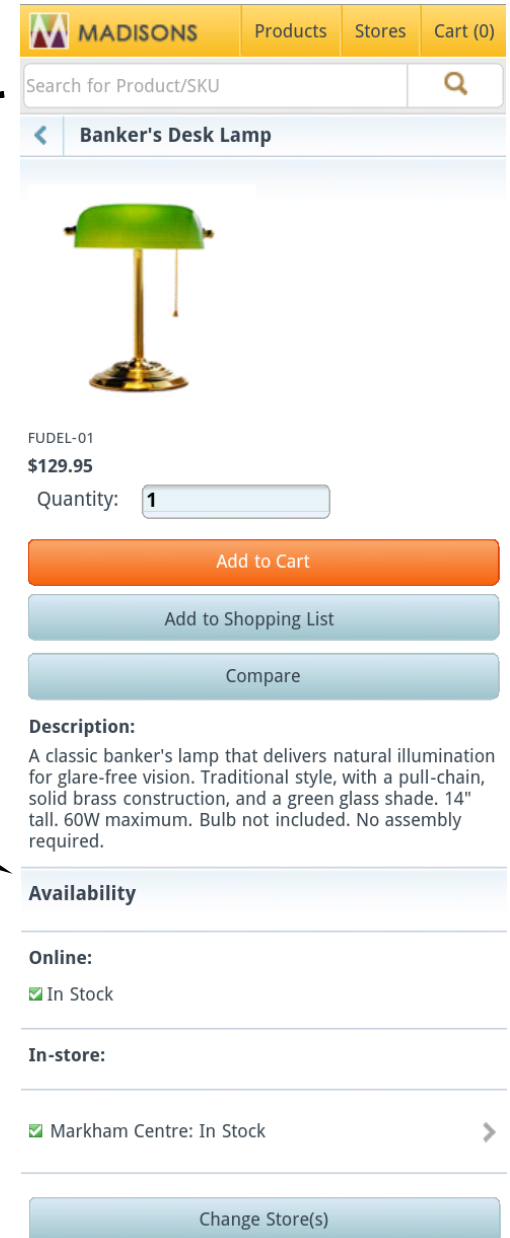 MADISONS Products Stores Cart (0)
Search for Product/SKU
Banker's Desk Lamp
FUDEL-01
$129.95
Quantity: 1
Add to Cart
Add to Shopping List
Compare
Description:
A classic banker's lamp that delivers natural illumination
for glare-free vision. Traditional style, with a pull-chain,
solid brass construction, and a green glass shade. 14"
tall. 60W maximum. Bulb not included. No assembly
required.
Availability
Online:
In Stock
In-store:
Markham Centre: In Stock
Change Store(s)